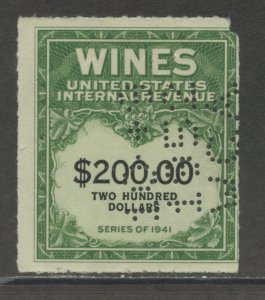 WINES
UNITED STATES
INTERNAL REVENUE
$200.00
TWO HUNDRED
DOLLARS
SERIES OF 1941